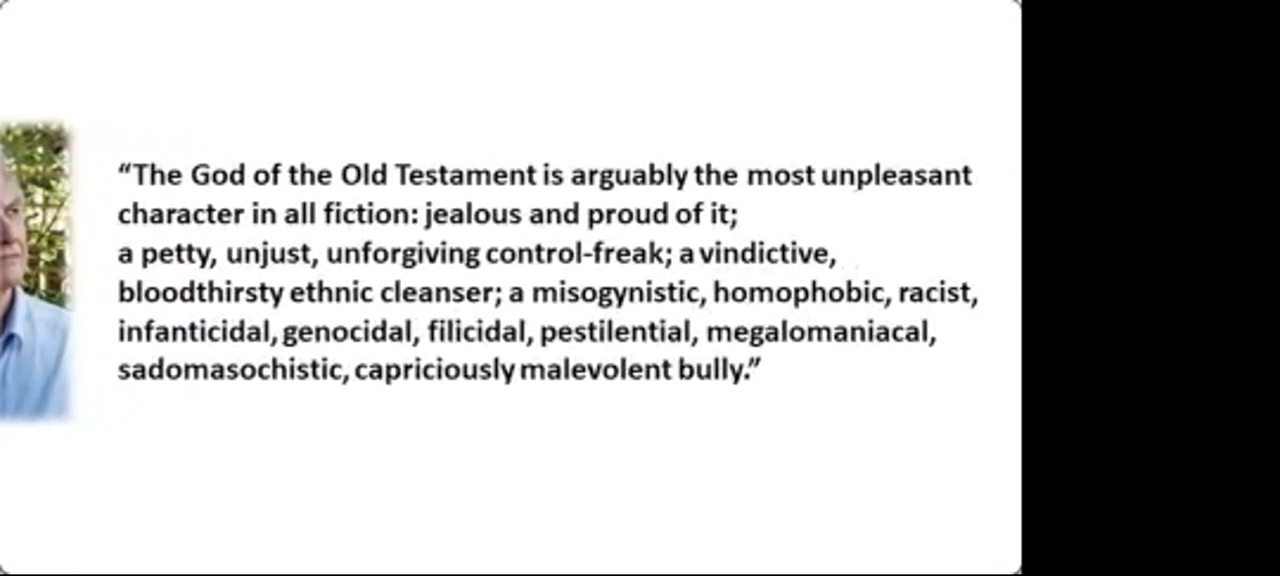 “The God of the Old Testament is arguably the most unpleasant
character in all fiction: jealous and proud of it;
a petty, unjust, unforgiving control-freak; a vindictive,
bloodthirsty ethnic cleanser; a misogynistic, homophobic, racist,
infanticidal, genocidal, filicidal, pestilential, megalomaniacal,
sadomasochistic, capriciously malevolent bully.”